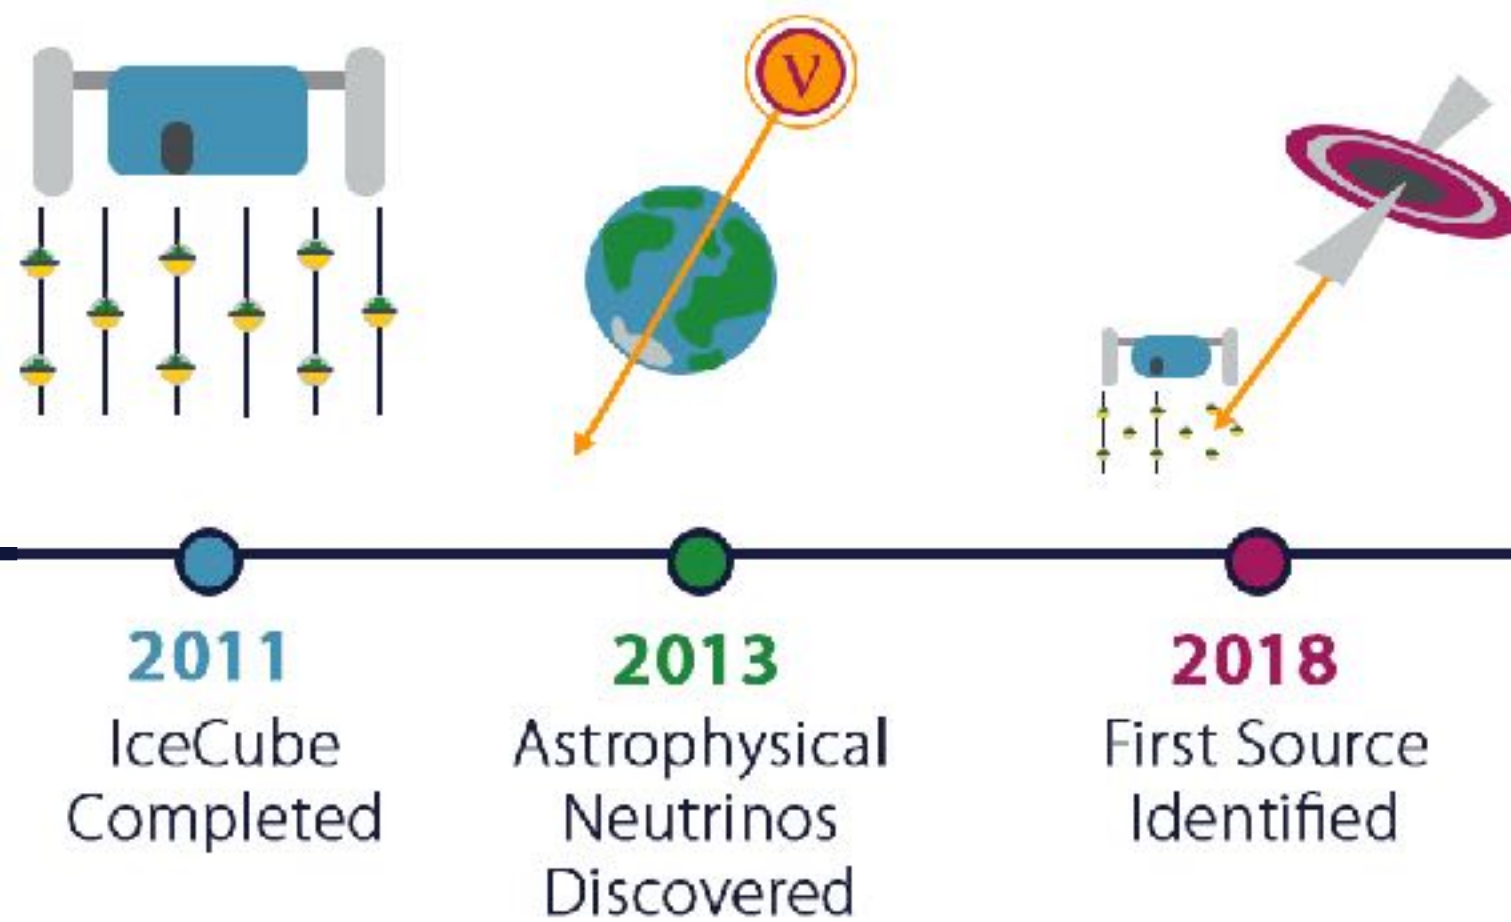 ν
2011
IceCube
Completed
2013
Astrophysical
Neutrinos
Discovered
2018
First Source
Identified